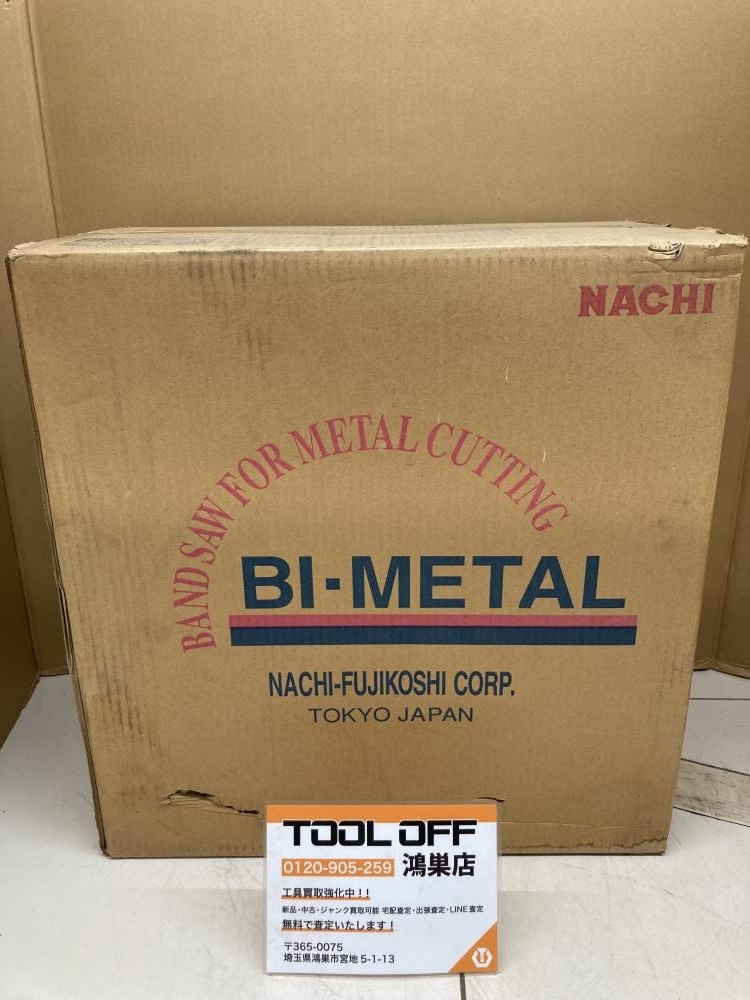 NACHI
BAND SAW FOR METAL CUTTING
BI-METAL
NACHI-FUJIKOSHI CORP.
TOKYO JAPAN
TOOL OFF
0120-905-259 鴻巣店
工具買取強化中！！
新品・中古・ジャンク買取可能 宅配査定・出張査定・LINE査定
無料で査定いたします！
〒365-0075
埼玉県鴻巣市宮地 5-1-13